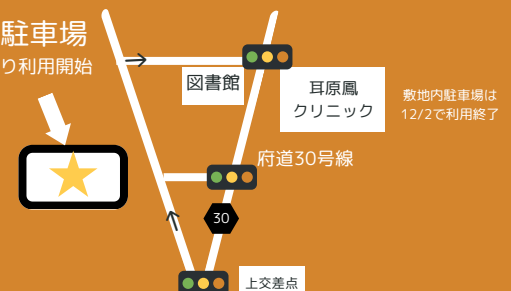 駐車場
り利用開始
図書館
耳原鳳
クリニック
敷地内駐車場は
12/2で利用終了
府道30号線
30
上交差点